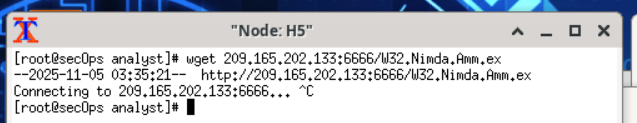 "Node: H5"
[root@secOps analyst]# wget 209.165.202.133:6666/W32.Nimda.Amm.ex
--2025-11-05 03:35:21--  http://209.165.202.133:6666/W32.Nimda.Amm.ex
Connecting to 209.165.202.133:6666... ^C
[root@secOps analyst]#